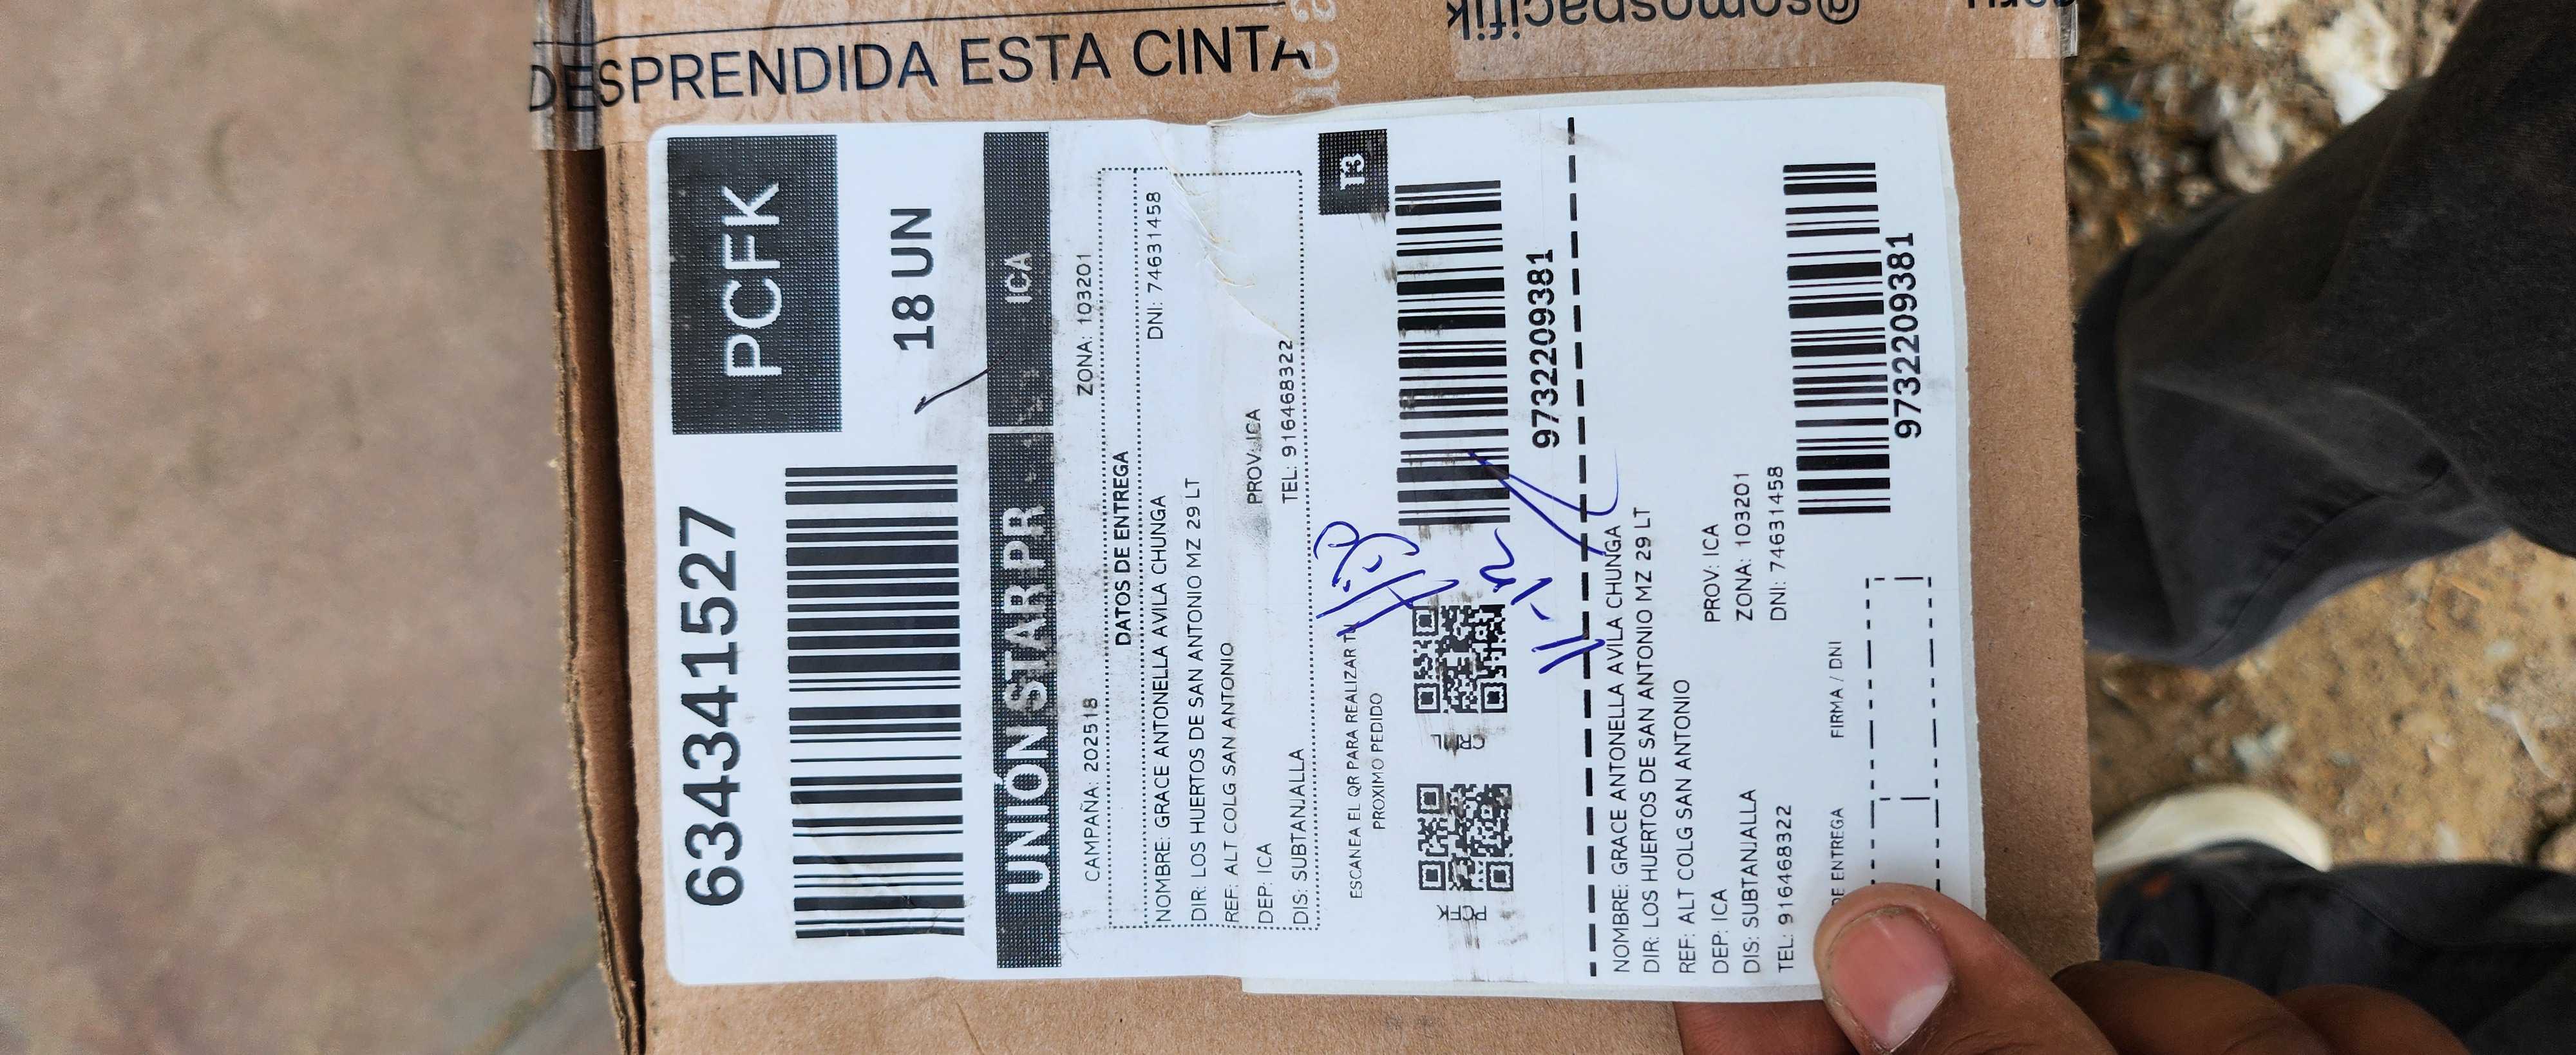 DESPRENDIDA ESTA CINTA
@somospacifik
6343441527
PCFK
18 UN
UNIÓN STAR PR
ICA
CAMPAÑA: 202518
ZONA: 103201
DATOS DE ENTREGA
NOMBRE: GRACE ANTONELLA AVILA CHUNGA
DNI: 74631458
DIR: LOS HUERTOS DE SAN ANTONIO MZ 29 LT
REF: ALT COLG SAN ANTONIO
DEP: ICA
PROV: ICA
DIS: SUBTANJALLA
TEL: 916468322
T3
ESCANEA EL QR PARA REALIZAR TU
PROXIMO PEDIDO
PCFK
9732209381
NOMBRE: GRACE ANTONELLA AVILA CHUNGA
DIR: LOS HUERTOS DE SAN ANTONIO MZ 29 LT
REF: ALT COLG SAN ANTONIO
DEP: ICA
PROV: ICA
DIS: SUBTANJALLA
ZONA: 103201
TEL: 916468322
DNI: 74631458
DE ENTREGA
FIRMA / DNI
9732209381